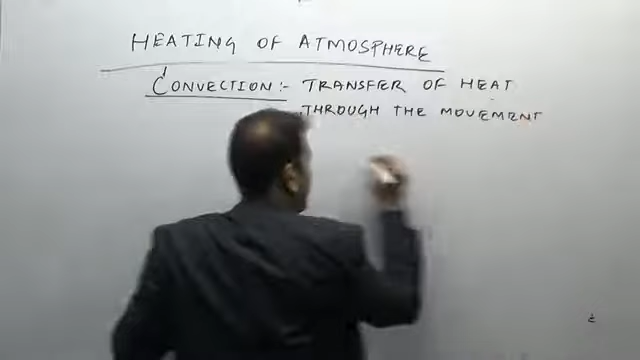 HEATING OF ATMOSPHERE
CONVECTION:- TRANSFER OF HEAT
THROUGH THE MOVEMENT